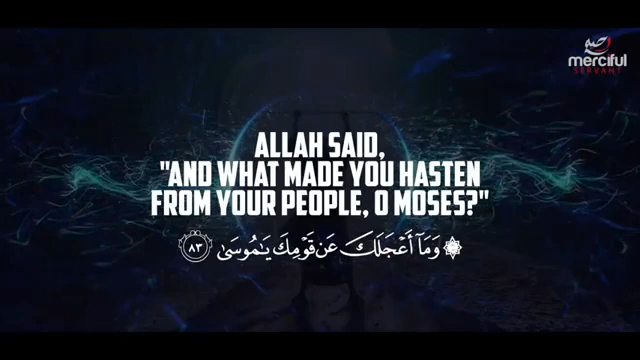 merciful
SERVANT
ALLAH SAID,
"AND WHAT MADE YOU HASTEN
FROM YOUR PEOPLE, O MOSES?"
وَمَآ أَعْجَلَكَ عَن قَوْمِكَ يَـٰمُوسَىٰ ٨٣